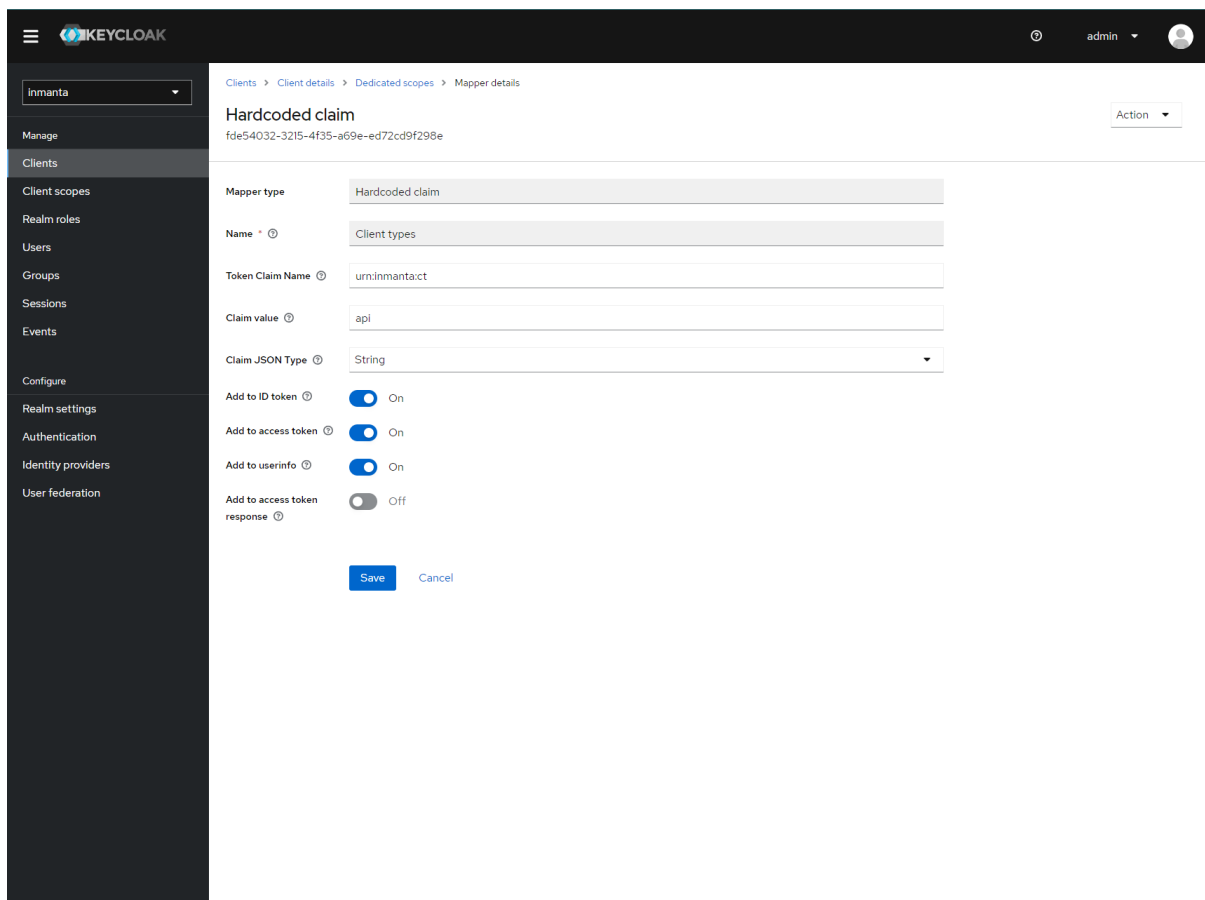 KEYCLOAK
admin
inmanta
Manage
Clients
Client scopes
Realm roles
Users
Groups
Sessions
Events
Configure
Realm settings
Authentication
Identity providers
User federation
Clients > Client details > Dedicated scopes > Mapper details
Hardcoded claim
fde54032-3215-4f35-a69e-ed72cd9f298e
Action
Mapper type Hardcoded claim
Name * Client types
Token Claim Name urn:inmanta:ct
Claim value api
Claim JSON Type String
Add to ID token On
Add to access token On
Add to userinfo On
Add to access token
response Off
Save Cancel